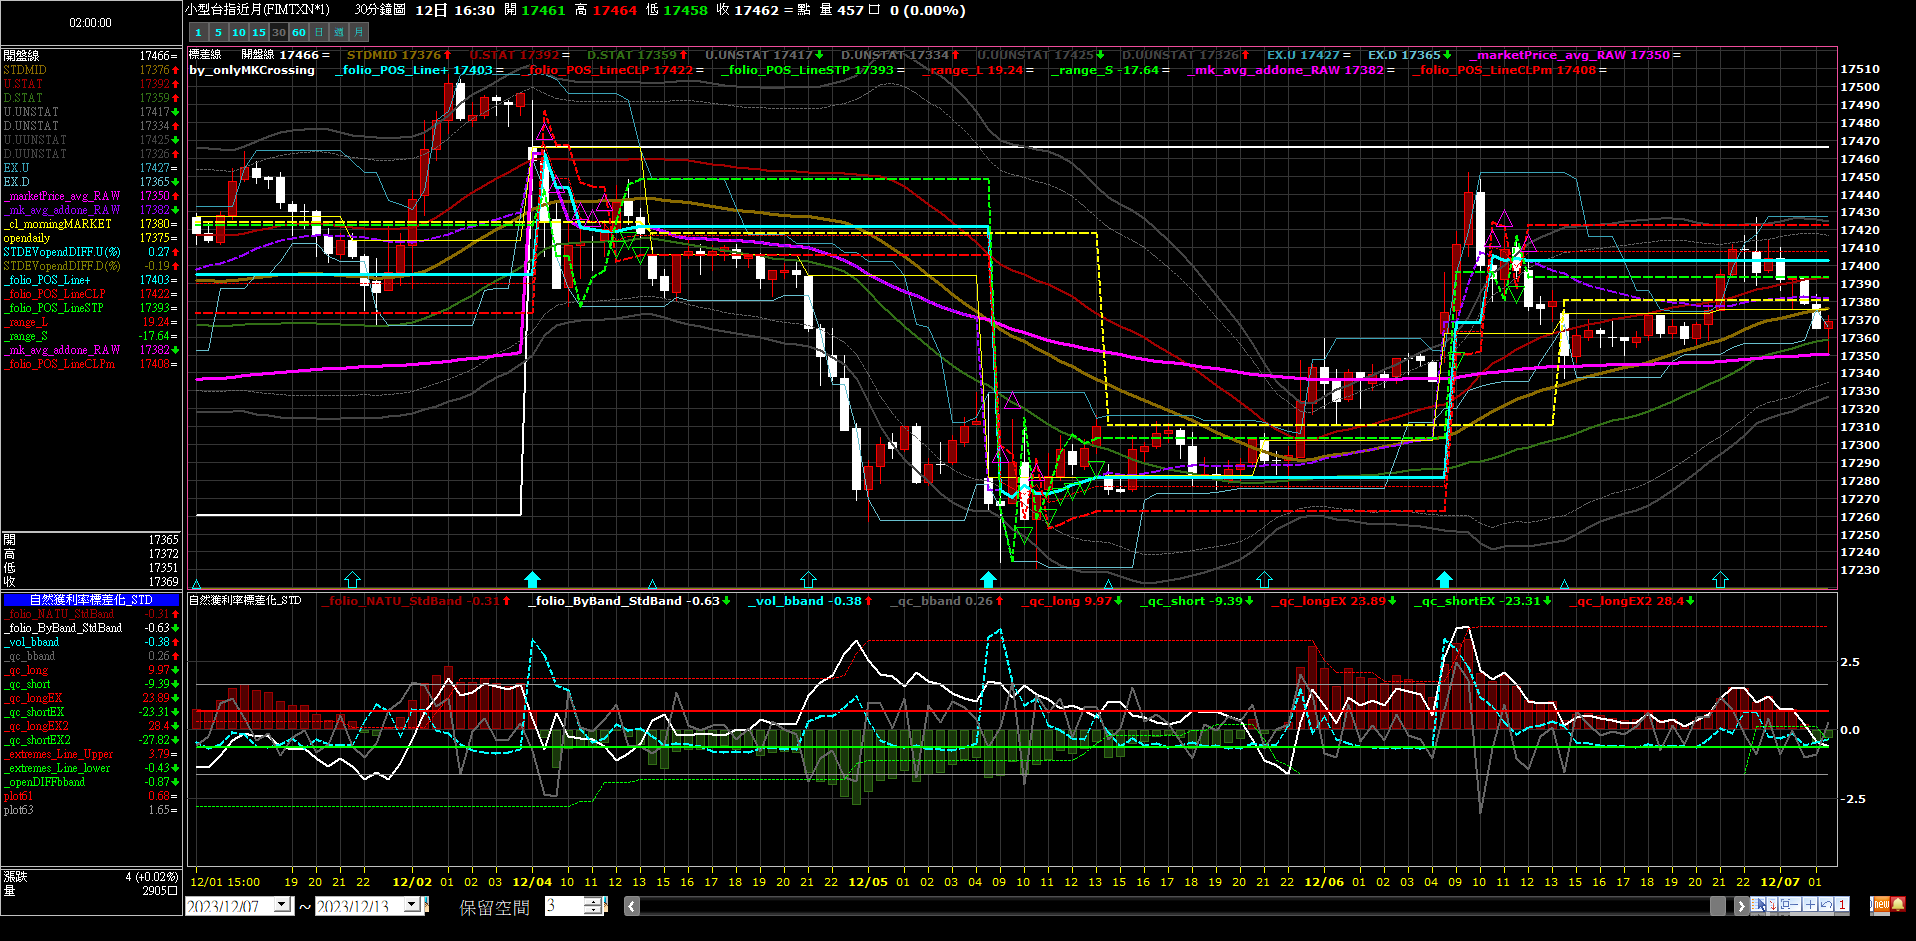 02:00:00
小型台指近月(FIMTXN*1) 30分鐘圖 12日 16:30 開 17461 高 17464 低 17458 收 17462 = 點 量 457口 0 (0.00%)
1 5 10 15 30 60 日 週 月
標差線 開盤線 17466 = STDMID 17376 U.STAT 17392 = D.STAT 17359 U.UNSTAT 17417 D.UNSTAT 17334 U.UUNSTAT 17425 D.UUNSTAT 17326 EX.U 17427 = EX.D 17365 _marketPrice_avg_RAW 17350 =
by_onlyMKCrossing _folio_POS_Line+ 17403 = _folio_POS_LineCLP 17422 = _folio_POS_LineSTP 17393 = _range_L 19.24 = _range_S -17.64 = _mk_avg_addone_RAW 17382 = _folio_POS_LineCLPm 17408 =
開盤線 17466=
STDMID 17376
U.STAT 17392
D.STAT 17359
U.UNSTAT 17417
D.UNSTAT 17334
U.UUNSTAT 17425
D.UUNSTAT 17326
EX.U 17427=
EX.D 17365
_marketPrice_avg_RAW 17350
_mk_avg_addona_RAW 17382
_cl_morningMARKET 17380=
opendaily 17375=
STDEVopendDIFF.U(%) 0.27
STDEVopendDIFF.D(%) -0.19
_folio_POS_Line+ 17403=
_folio_POS_LineCLP 17422=
_folio_POS_LineSTP 17393=
_range_L 19.24=
_range_S -17.64=
_mk_avg_addona_RAW 17382
_folio_POS_LineCLPm 17408=
開 17365
高 17372
低 17351
收 17369
17510
17500
17490
17480
17470
17460
17450
17440
17430
17420
17410
17400
17390
17380
17370
17360
17350
17340
17330
17320
17310
17300
17290
17280
17270
17260
17250
17240
17230
自然獲利率標差化_STD
_folio_NATU_StdBand -0.31
_folio_ByBand_StdBand -0.63
_vol_bband -0.38
_qc_bband 0.26
_qc_long 9.97
_qc_short -9.39
_qc_longEX 23.89
_qc_shortEX -23.31
_qc_longEX2 28.4
_qc_shortEX2 -27.82
_extremes_Line_Upper 3.79=
_extremes_Line_lower -0.43
_openDIFFbband -0.87
plot61 0.68=
plot63 1.65=
漲跌 4 (+0.02%)
量 2905口
自然獲利率標差化_STD _folio_NATU_StdBand -0.31 _folio_ByBand_StdBand -0.63 _vol_bband -0.38 _qc_bband 0.26 _qc_long 9.97 _qc_short -9.39 _qc_longEX 23.89 _qc_shortEX -23.31 _qc_longEX2 28.4
2.5
0.0
-2.5
12/01 15:00 19 20 21 22 12/02 01 02 03 12/04 10 11 12 13 15 16 17 18 19 20 21 22 12/05 01 02 03 04 09 10 11 12 13 15 16 17 18 19 20 21 22 12/06 01 02 03 04 09 10 11 12 13 15 16 17 18 19 20 21 22 12/07 01
2023/12/07 ~ 2023/12/13 保留空間 3
1 new